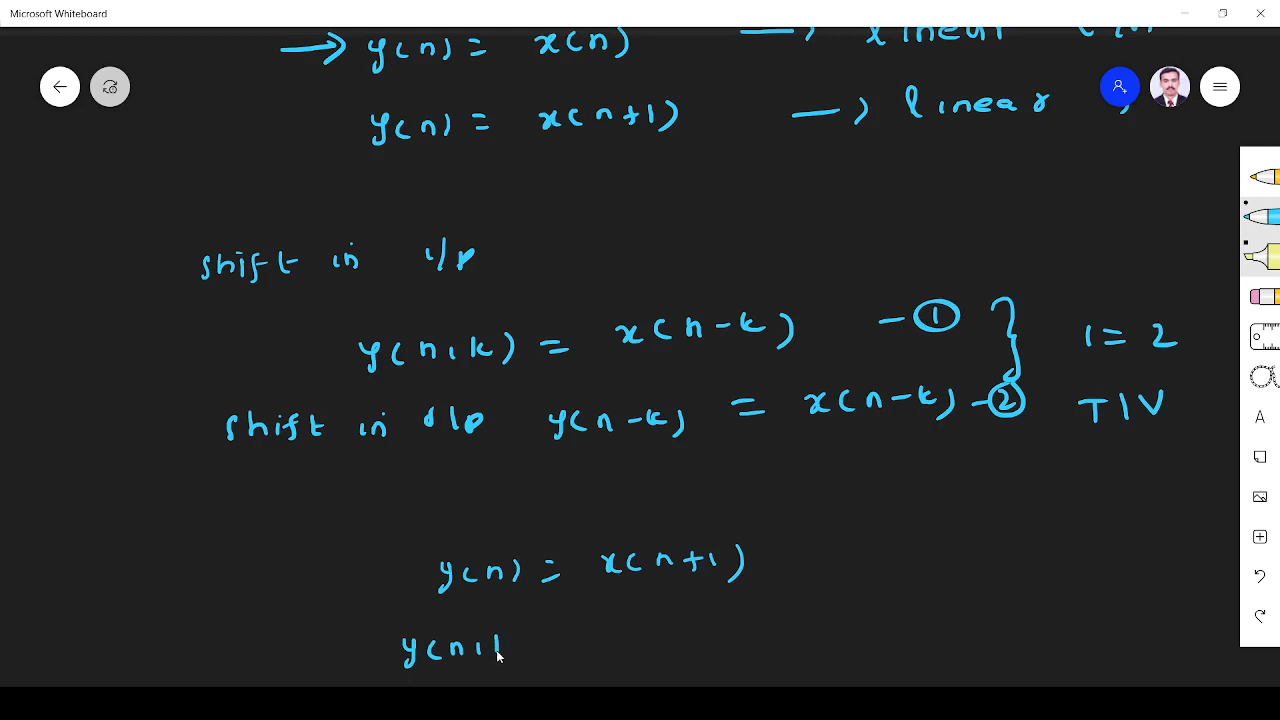 Microsoft Whiteboard
→ y(n) = x(n) → linear
y(n) = x(n+1) → linear
shift in i/p
y(n,k) = x(n-k) - ①
1 = 2
shift in o/p y(n-k) = x(n-k) - ② TIV
y(n) = x(n+1)
y(n,
A